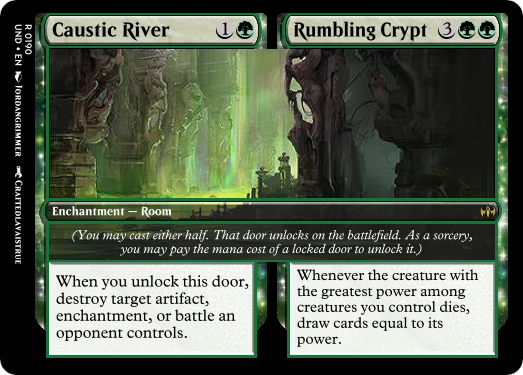 Caustic River 1
Rumbling Crypt 3
Enchantment — Room
(You may cast either half. That door unlocks on the battlefield. As a sorcery,
you may pay the mana cost of a locked door to unlock it.)
When you unlock this door,
destroy target artifact,
enchantment, or battle an
opponent controls.
Whenever the creature with
the greatest power among
creatures you control dies,
draw cards equal to its
power.
R 0190
UND • EN Jordangrimmer CraftedlavaIsTrue